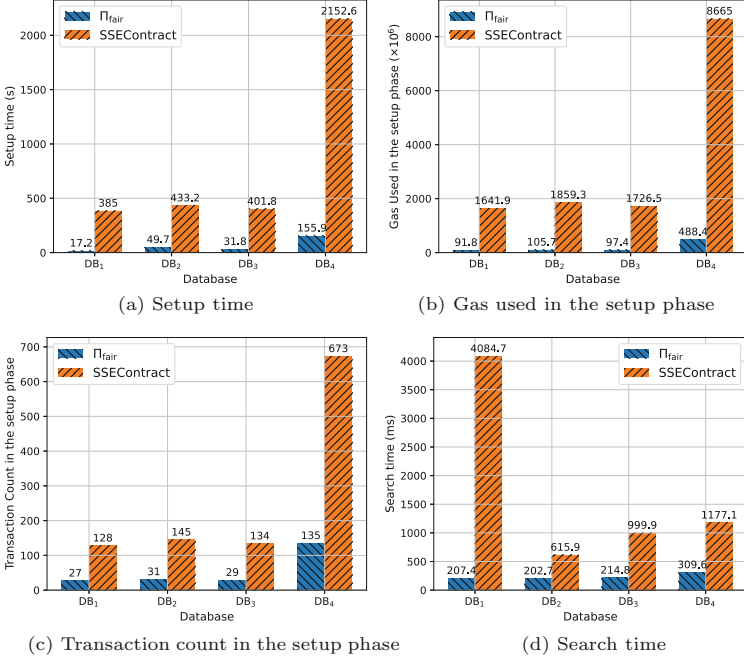 Π_fair
SSEContract
Setup time (s)
2000
1500
1000
500
0
17.2
385
49.7
433.2
31.8
401.8
155.9
2152.6
DB₁
DB₂
DB₃
DB₄
Database
(a) Setup time
Π_fair
SSEContract
Gas Used in the setup phase (×10⁶)
8000
6000
4000
2000
0
91.8
1641.9
105.7
1859.3
97.4
1726.5
488.4
8665
DB₁
DB₂
DB₃
DB₄
Database
(b) Gas used in the setup phase
Π_fair
SSEContract
Transaction Count in the setup phase
700
600
500
400
300
200
100
0
27
128
31
145
29
134
135
673
DB₁
DB₂
DB₃
DB₄
Database
(c) Transaction count in the setup phase
Π_fair
SSEContract
Search time (ms)
4000
3500
3000
2500
2000
1500
1000
500
0
207.4
4084.7
202.7
615.9
214.8
999.9
309.6
1177.1
DB₁
DB₂
DB₃
DB₄
Database
(d) Search time